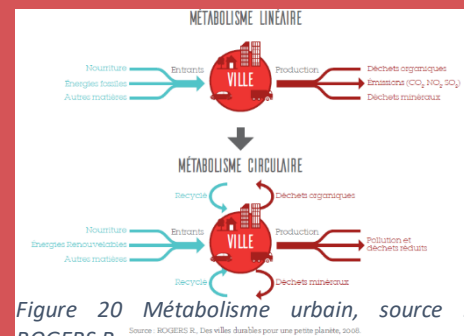 MÉTABOLISME LINÉAIRE
Nourriture
Énergies fossiles
Autres matières
Entrants
VILLE
Production
Déchets organiques
Émissions (CO₂ NO₂ SO₂)
Déchets minéraux
MÉTABOLISME CIRCULAIRE
Recyclé
Déchets organiques
Nourriture
Énergies Renouvelables
Autres matières
Entrants
VILLE
Production
Pollution et
déchets réduits
Recyclé
Déchets minéraux
Figure 20 Métabolisme urbain, source
ROGERS R
Source : ROGERS R., Des villes durables pour une petite planète, 2008.